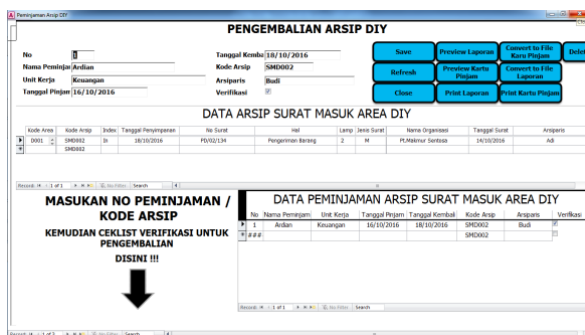 Peminjaman Arsip DIY
PENGEMBALIAN ARSIP DIY
No 1
Nama Peminjan Ardian
Unit Kerja Keuangan
Tanggal Pinjam 16/10/2016
Tanggal Kemba 18/10/2016
Kode Arsip SMD002
Arsiparis Budi
Verifikasi
Save Preview Laporan Convert to File Karu Pinjam Delet
Refresh Preview Kartu Pinjam Convert to File Laporan
Close Print Laporan Print Kartu Pinjam
DATA ARSIP SURAT MASUK AREA DIY
Kode Area Kode Arsip Index Tanggal Penyimpanan No Surat Hal Lamp Jenis Surat Nama Organisasi Tanggal Surat Arsiparis
D001 SMD002 In 18/10/2016 PD/02/134 Pengiriman Barang 2 M Pt.Makmur Sentosa 14/10/2016 Adi
SMD002
Record: 1 of 1 No Filter Search
MASUKAN NO PEMINJAMAN /
KODE ARSIP
KEMUDIAN CEKLIST VERIFIKASI UNTUK
PENGEMBALIAN
DISINI !!!
DATA PEMINJAMAN ARSIP SURAT MASUK AREA DIY
No Nama Peminjam Unit Kerja Tanggal Pinjam Tanggal Kembali Kode Arsip Arsiparis Verifikasi
1 Ardian Keuangan 16/10/2016 18/10/2016 SMD002 Budi
### SMD002
Record: 1 of 1 No Filter Search
Record: 1 of 2 No Filter Search